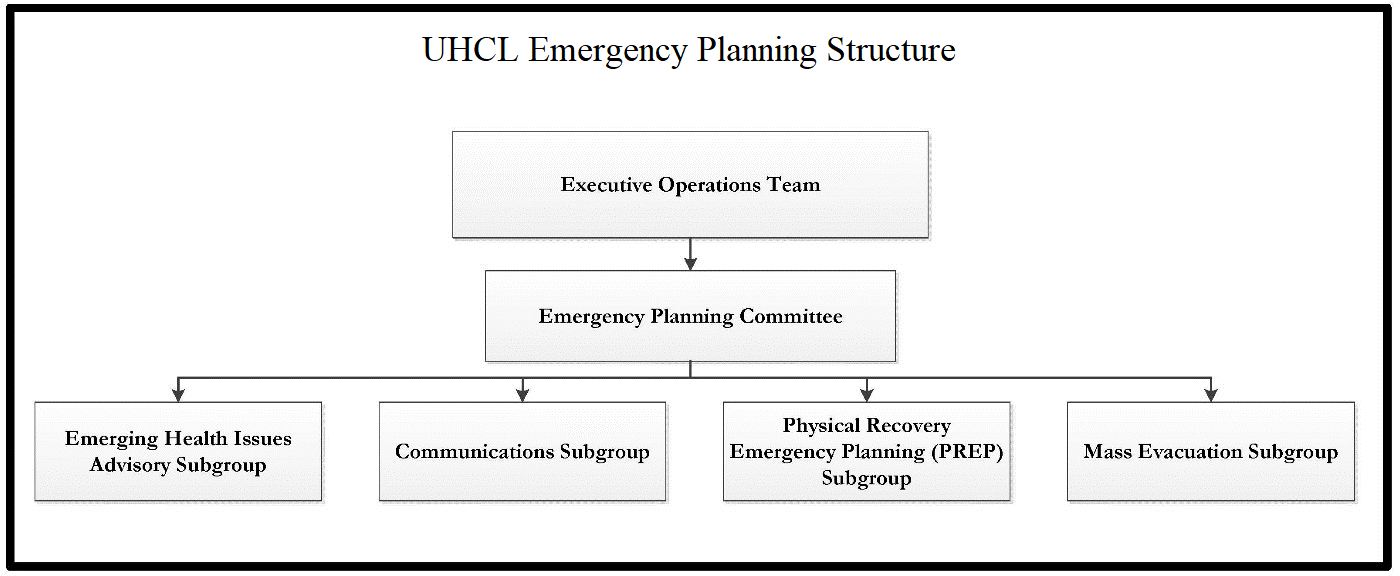 UHCL Emergency Planning Structure
Executive Operations Team
Emergency Planning Committee
Emerging Health Issues
Advisory Subgroup
Communications Subgroup
Physical Recovery
Emergency Planning (PREP)
Subgroup
Mass Evacuation Subgroup